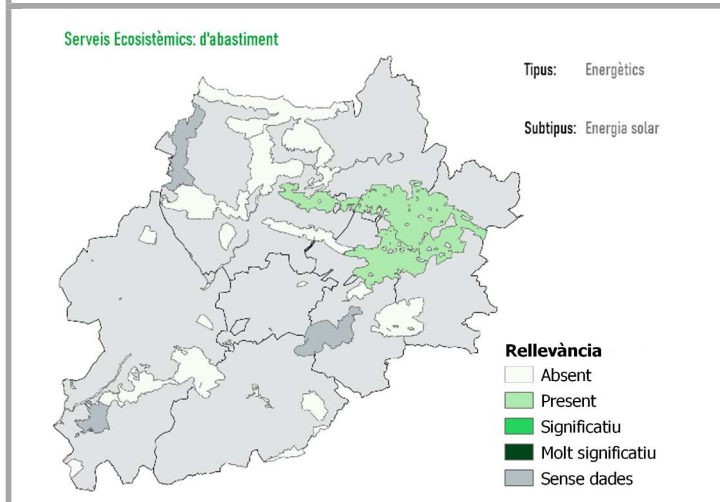 Serveis Ecosistèmics: d'abastiment
Tipus: Energètics
Subtipus: Energia solar
Rellevància
Absent
Present
Significatiu
Molt significatiu
Sense dades